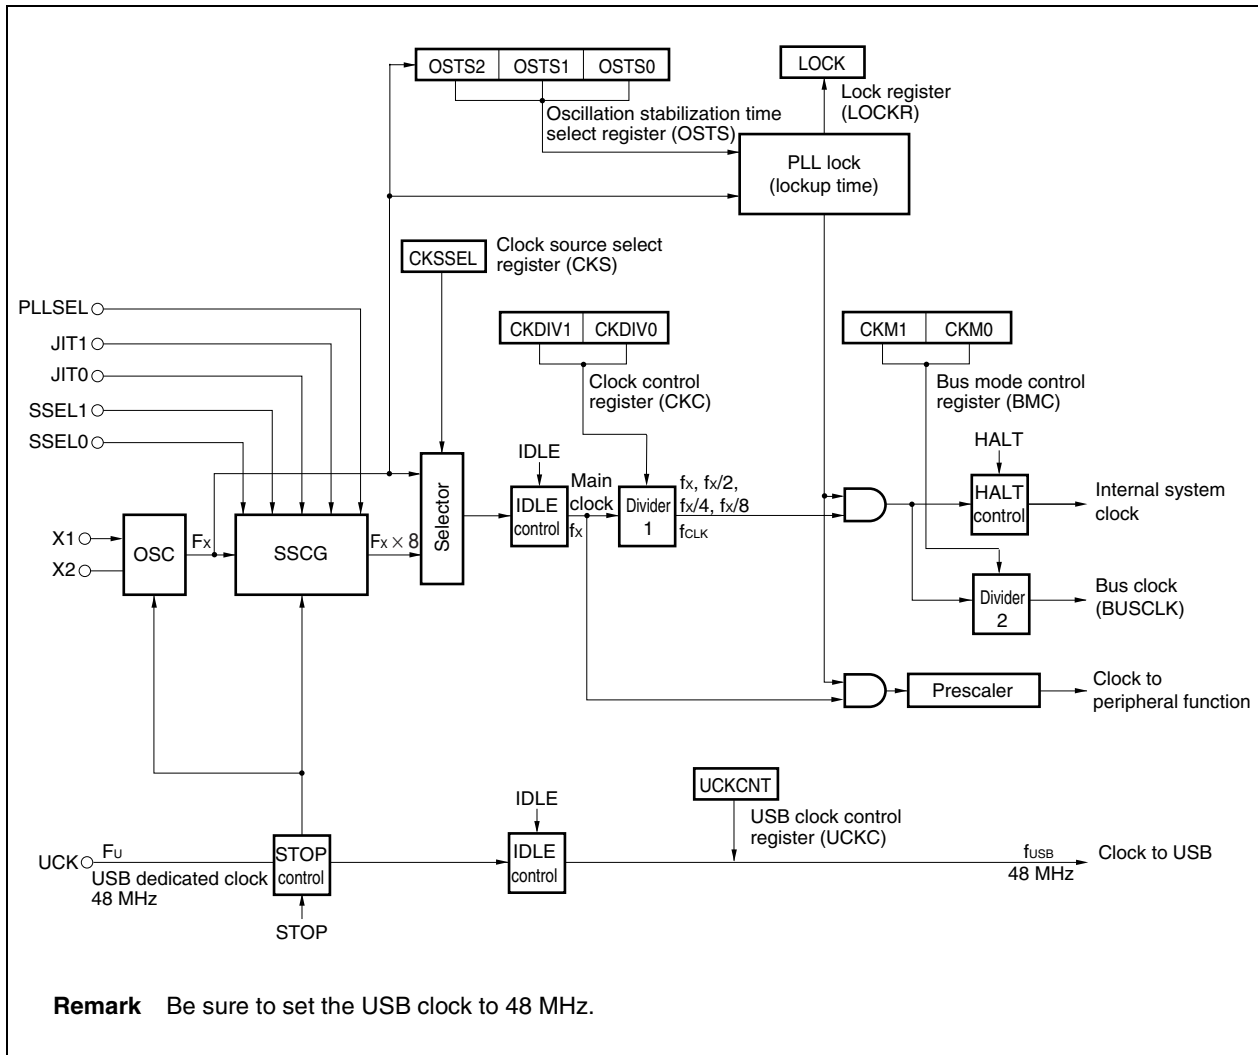 OSTS2 OSTS1 OSTS0
LOCK
Oscillation stabilization time
select register (OSTS)
Lock register
(LOCKR)
PLL lock
(lockup time)
CKSSEL
Clock source select
register (CKS)
PLLSEL
JIT1
JIT0
SSEL1
SSEL0
CKDIV1 CKDIV0
Clock control
register (CKC)
CKM1 CKM0
Bus mode control
register (BMC)
X1
X2
OSC
FX
SSCG
FX × 8
Selector
IDLE
IDLE
control
Main
clock
fX
Divider
1
fX, fX/2,
fX/4, fX/8
fCLK
HALT
HALT
control
Internal system
clock
Divider
2
Bus clock
(BUSCLK)
Prescaler
Clock to
peripheral function
UCK
FU
USB dedicated clock
48 MHz
STOP
control
STOP
IDLE
IDLE
control
UCKCNT
USB clock control
register (UCKC)
fUSB
48 MHz
Clock to USB
Remark Be sure to set the USB clock to 48 MHz.